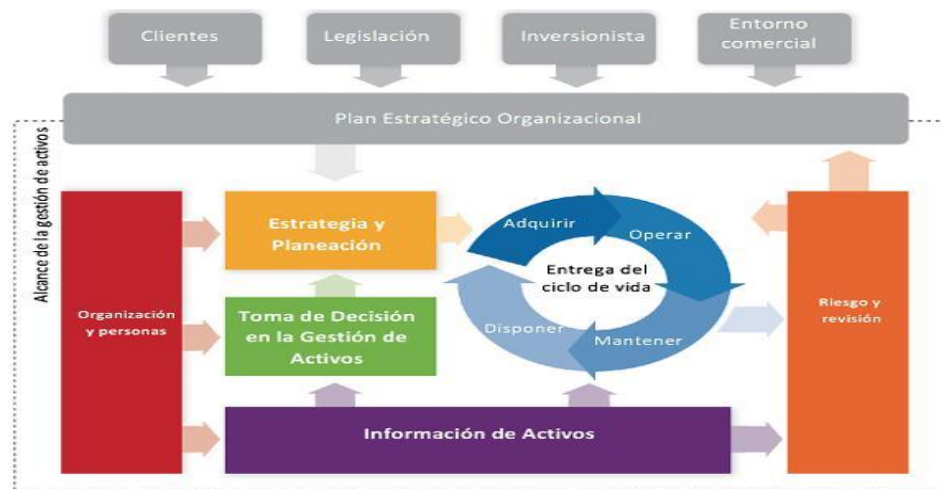 Clientes
Legislación
Inversionista
Entorno
comercial
Plan Estratégico Organizacional
Alcance de la gestión de activos
Organización
y personas
Estrategia y
Planeación
Toma de Decisión
en la Gestión de
Activos
Adquirir
Operar
Entrega del
ciclo de vida
Disponer
Mantener
Riesgo y
revisión
Información de Activos